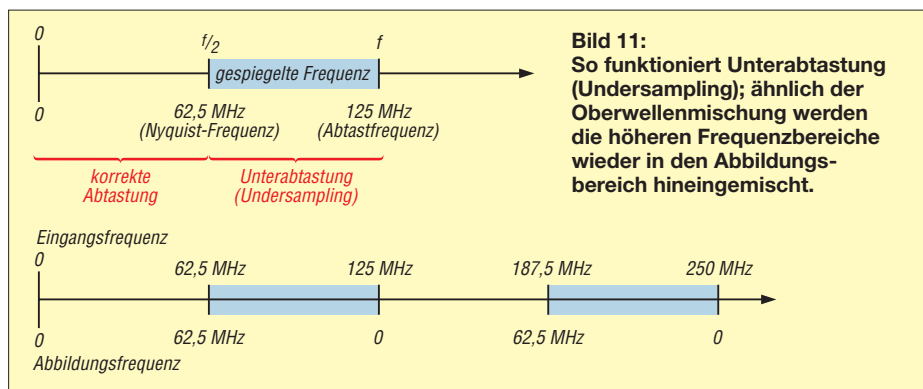 0
f/2
f
gespiegelte Frequenz
0
62,5 MHz
(Nyquist-Frequenz)
125 MHz
(Abtastfrequenz)
korrekte
Abtastung
Unterabtastung
(Undersampling)
Bild 11:
So funktioniert Unterabtastung
(Undersampling); ähnlich der
Oberwellenmischung werden
die höheren Frequenzbereiche
wieder in den Abbildungs-
bereich hineingemischt.
Eingangsfrequenz
0
62,5 MHz
125 MHz
187,5 MHz
250 MHz
0
62,5 MHz
0
62,5 MHz
0
Abbildungsfrequenz